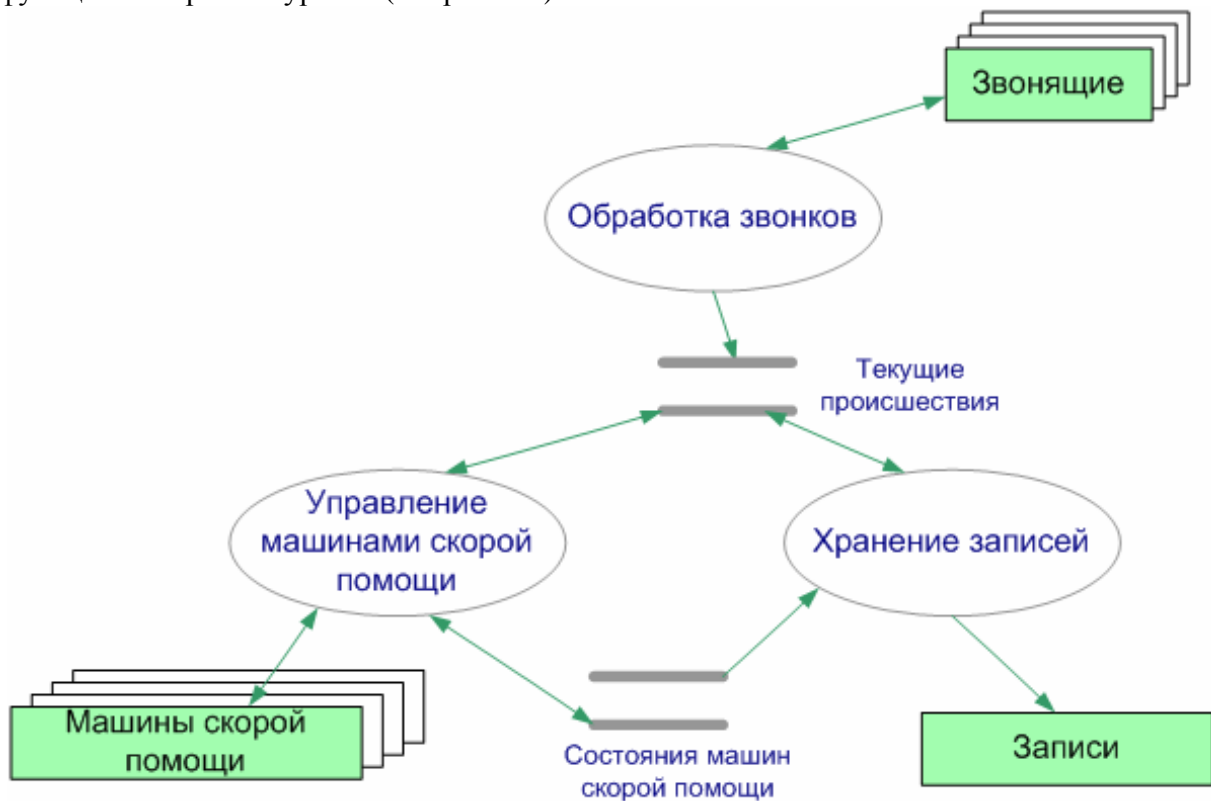 Звонящие
Обработка звонков
Текущие
происшествия
Управление
машинами скорой
помощи
Хранение записей
Машины скорой
помощи
Состояния машин
скорой помощи
Записи